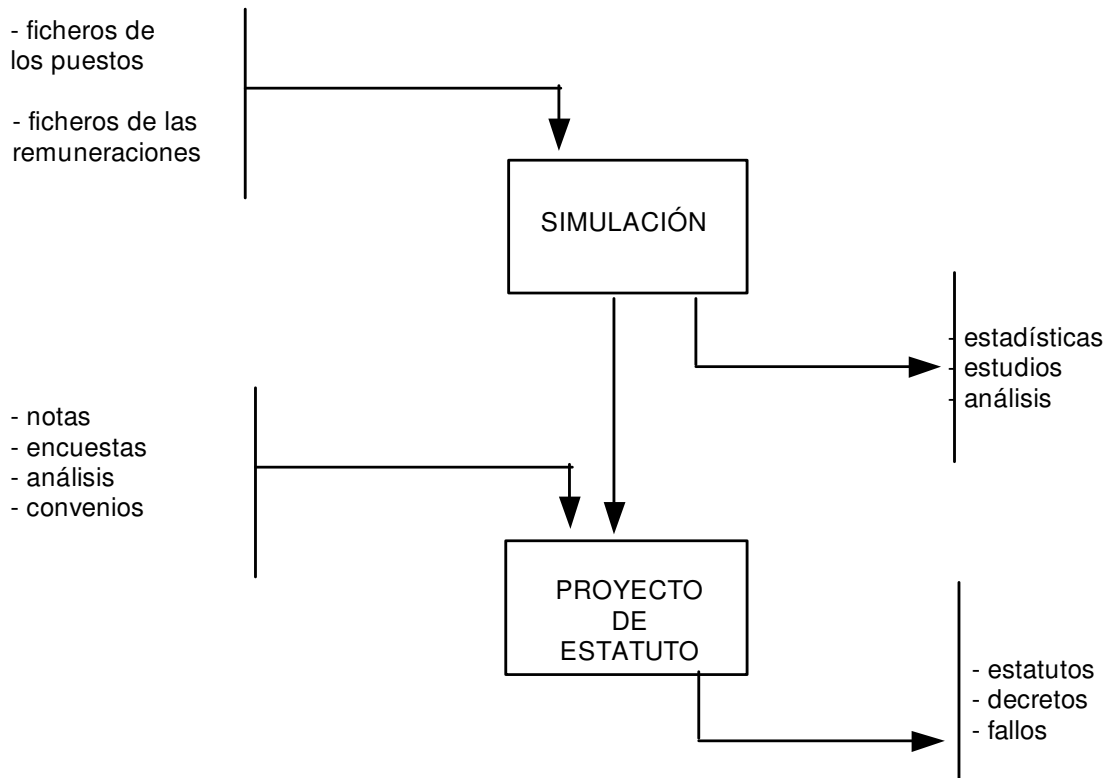 - ficheros de
los puestos
- ficheros de las
remuneraciones
SIMULACIÓN
- estadísticas
- estudios
- análisis
- notas
- encuestas
- análisis
- convenios
PROYECTO
DE
ESTATUTO
- estatutos
- decretos
- fallos